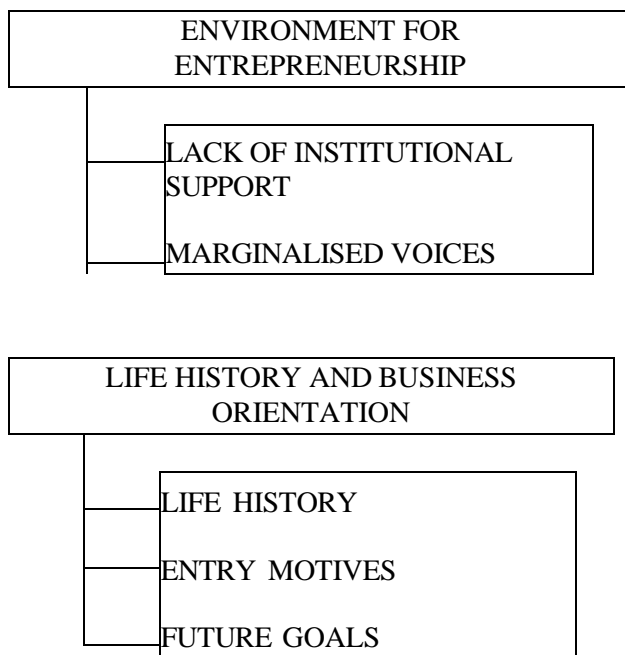 ENVIRONMENT FOR
ENTREPRENEURSHIP
LACK OF INSTITUTIONAL
SUPPORT
MARGINALISED VOICES
LIFE HISTORY AND BUSINESS
ORIENTATION
LIFE HISTORY
ENTRY MOTIVES
FUTURE GOALS